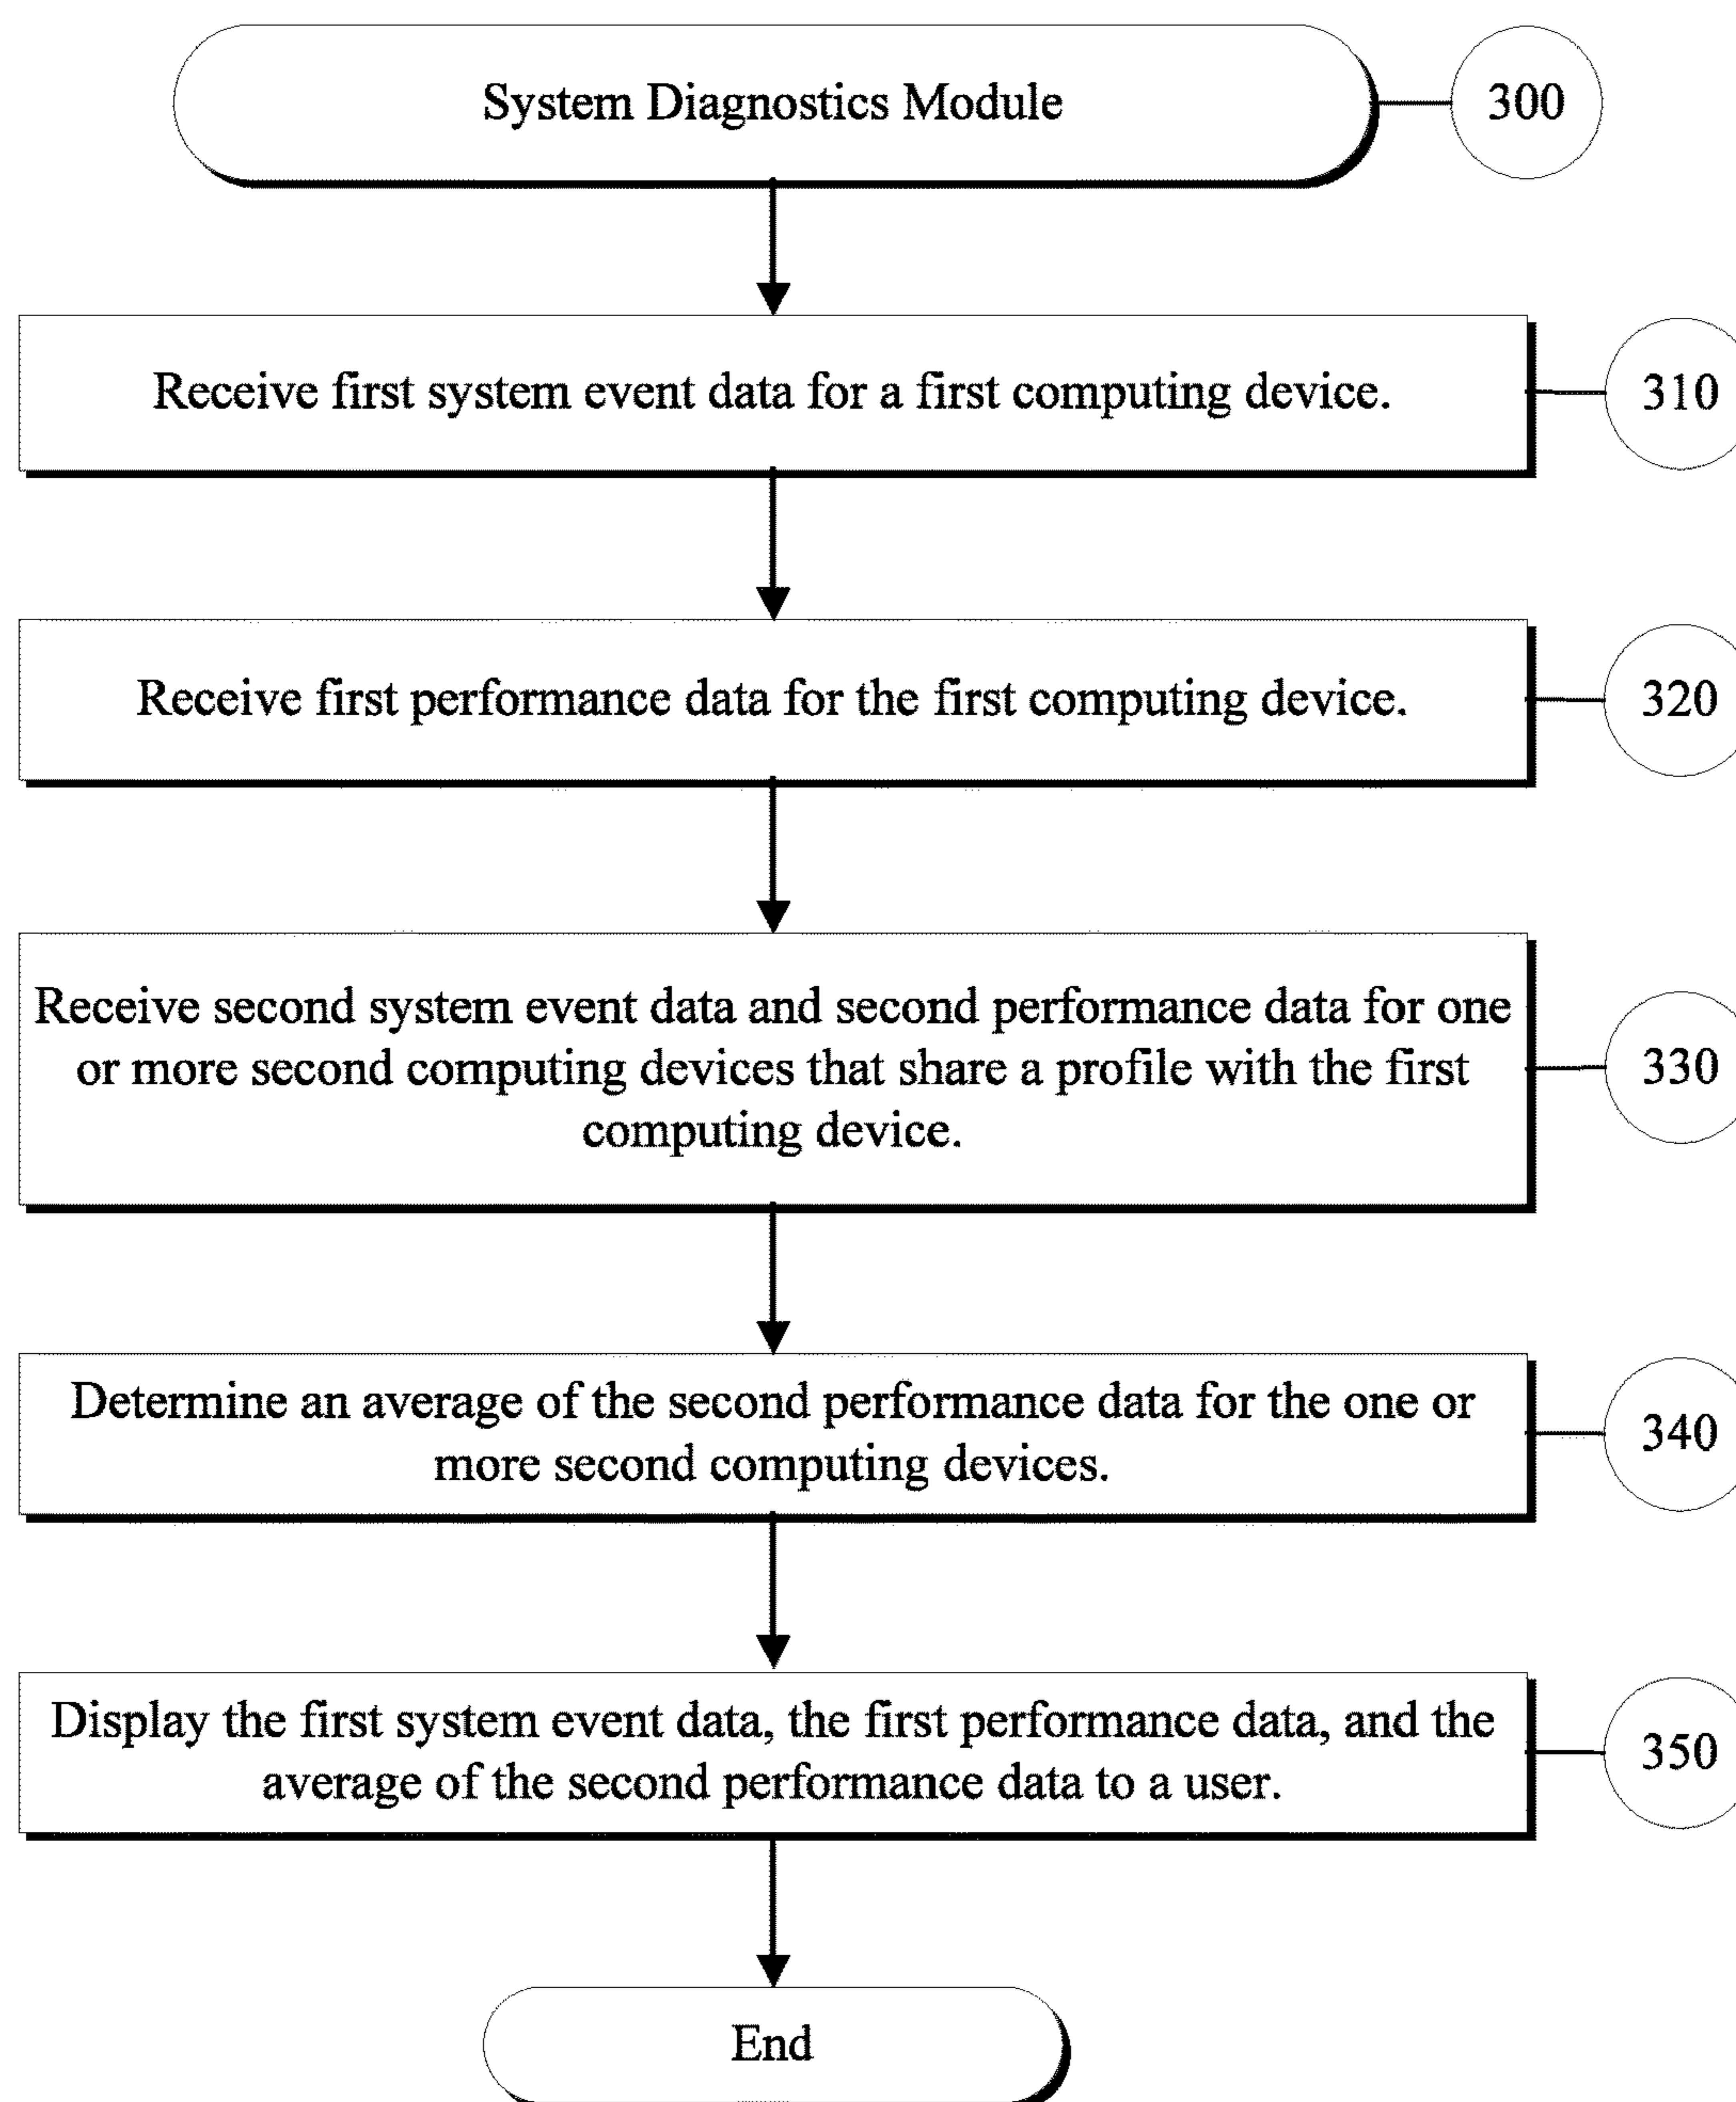 System Diagnostics Module
300
Receive first system event data for a first computing device.
310
Receive first performance data for the first computing device.
320
Receive second system event data and second performance data for one
or more second computing devices that share a profile with the first
computing device.
330
Determine an average of the second performance data for the one or
more second computing devices.
340
Display the first system event data, the first performance data, and the
average of the second performance data to a user.
350
End